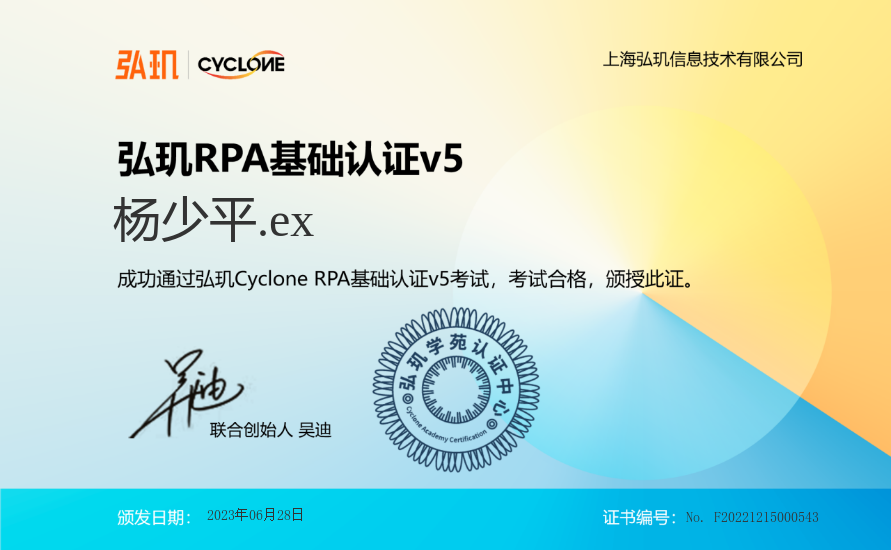 弘玑 CYCLONE 上海弘玑信息技术有限公司
弘玑RPA基础认证v5
杨少平.ex
成功通过弘玑Cyclone RPA基础认证v5考试，考试合格，颁授此证。
弘玑学苑认证中心
Cyclone Academy Certification
吴迪
联合创始人 吴迪
颁发日期： 2023年06月28日 证书编号： No. F20221215000543